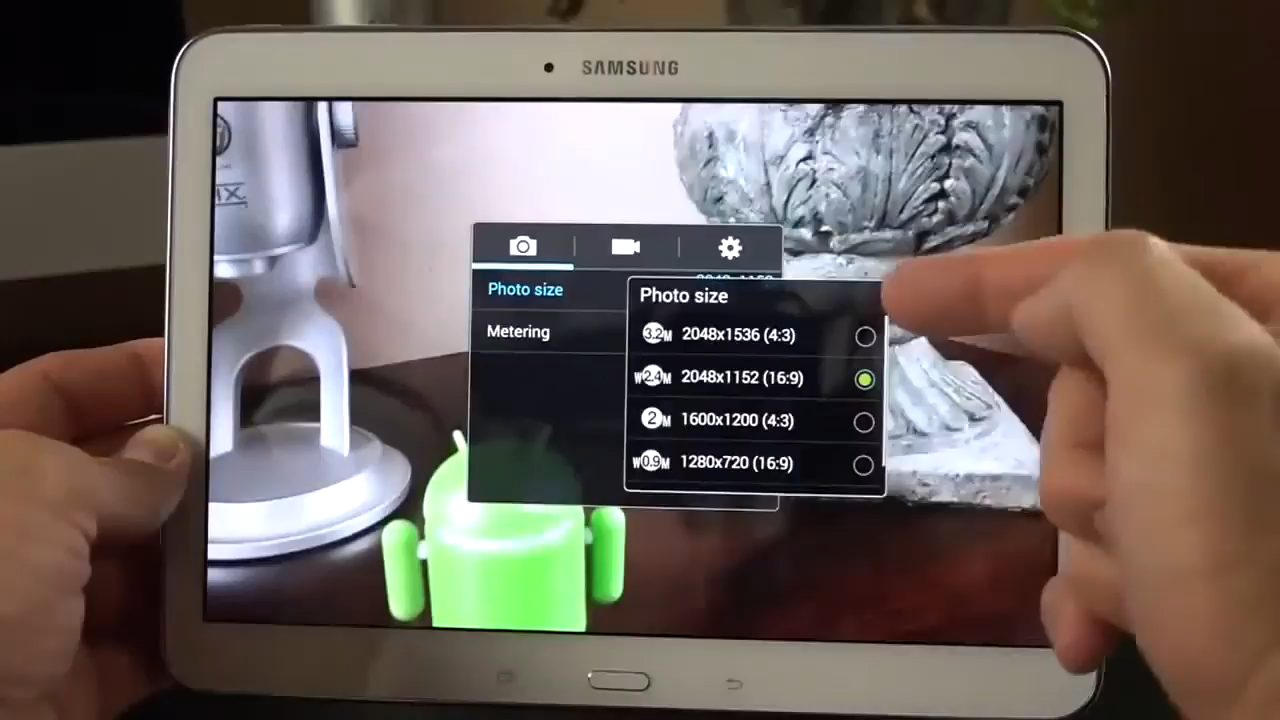 SAMSUNG
Photo size
Metering
Photo size
3.2M 2048x1536 (4:3)
W2.4M 2048x1152 (16:9)
2M 1600x1200 (4:3)
W0.9M 1280x720 (16:9)